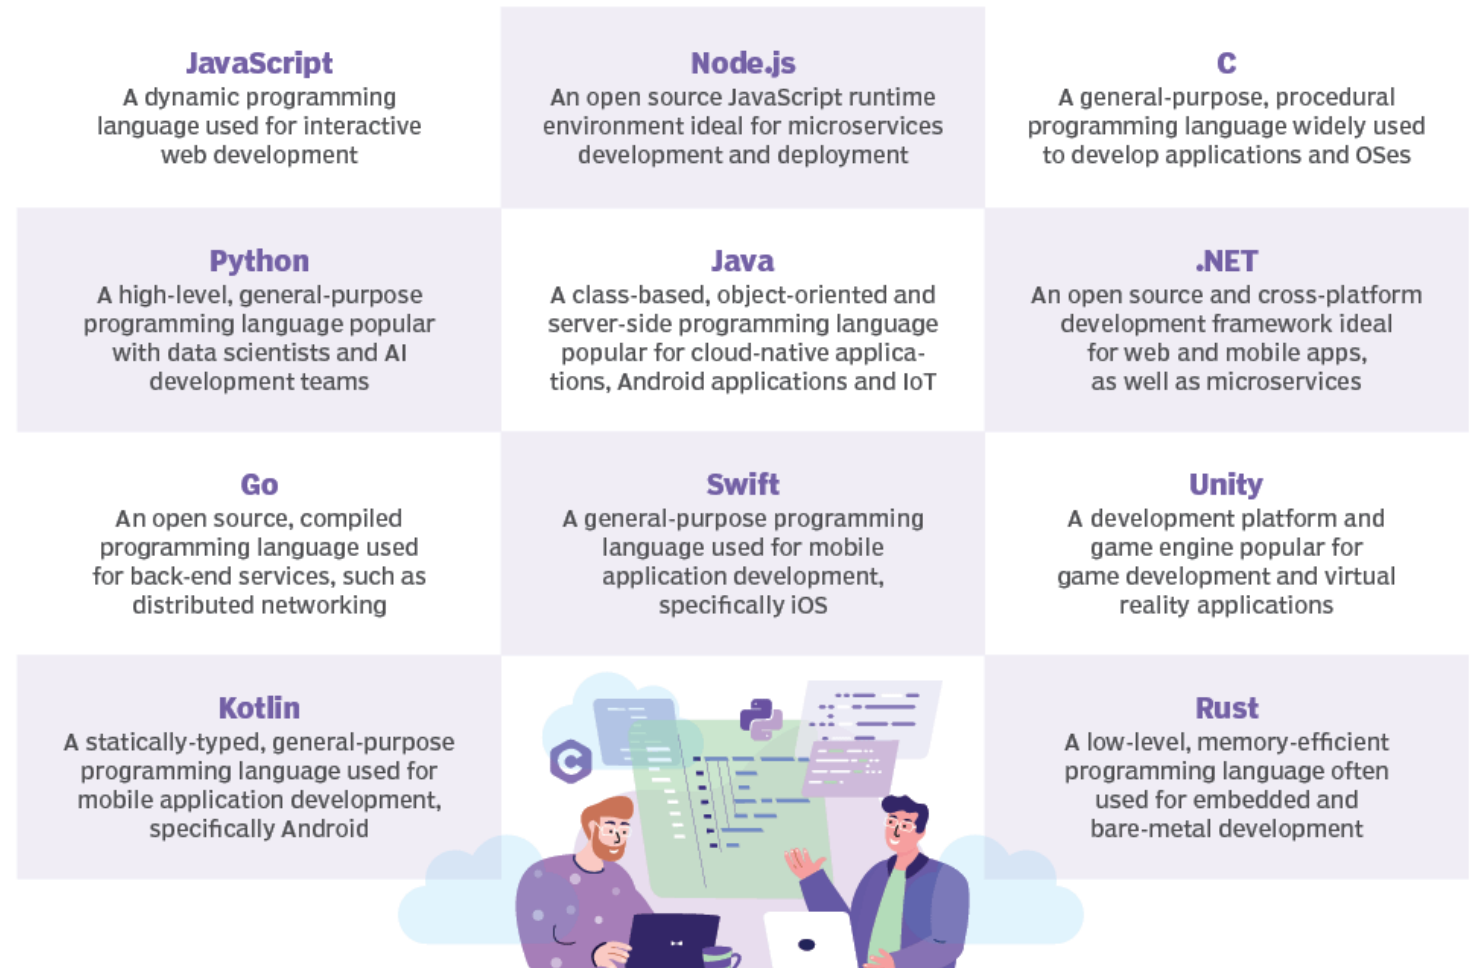 JavaScript
A dynamic programming
language used for interactive
web development
Node.js
An open source JavaScript runtime
environment ideal for microservices
development and deployment
C
A general-purpose, procedural
programming language widely used
to develop applications and OSes
Python
A high-level, general-purpose
programming language popular
with data scientists and AI
development teams
Java
A class-based, object-oriented and
server-side programming language
popular for cloud-native applica-
tions, Android applications and IoT
.NET
An open source and cross-platform
development framework ideal
for web and mobile apps,
as well as microservices
Go
An open source, compiled
programming language used
for back-end services, such as
distributed networking
Swift
A general-purpose programming
language used for mobile
application development,
specifically iOS
Unity
A development platform and
game engine popular for
game development and virtual
reality applications
Kotlin
A statically-typed, general-purpose
programming language used for
mobile application development,
specifically Android
C
Rust
A low-level, memory-efficient
programming language often
used for embedded and
bare-metal development